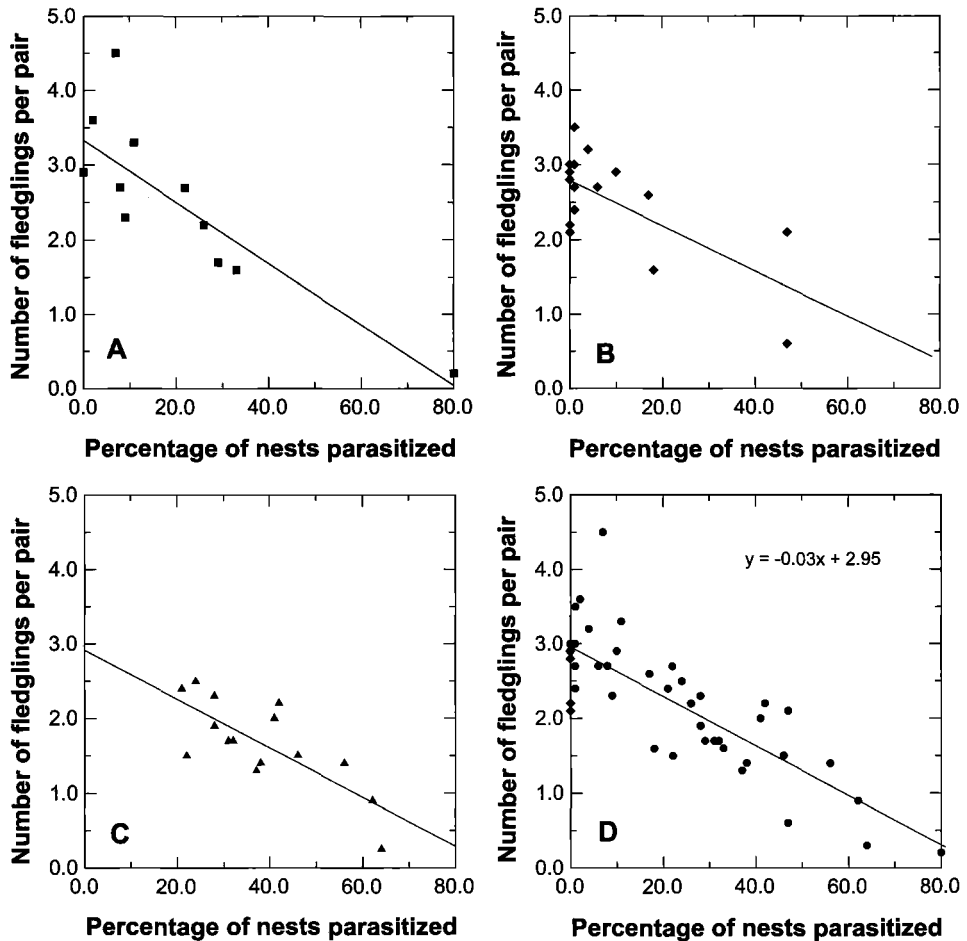 5.0
4.0
3.0
2.0
1.0
0.0
Number of fledglings per pair
A
0.0 20.0 40.0 60.0 80.0
Percentage of nests parasitized
5.0
4.0
3.0
2.0
1.0
0.0
Number of fledglings per pair
B
0.0 20.0 40.0 60.0 80.0
Percentage of nests parasitized
5.0
4.0
3.0
2.0
1.0
0.0
Number of fledglings per pair
C
0.0 20.0 40.0 60.0 80.0
Percentage of nests parasitized
5.0
4.0
3.0
2.0
1.0
0.0
Number of fledglings per pair
y = -0.03x + 2.95
D
0.0 20.0 40.0 60.0 80.0
Percentage of nests parasitized